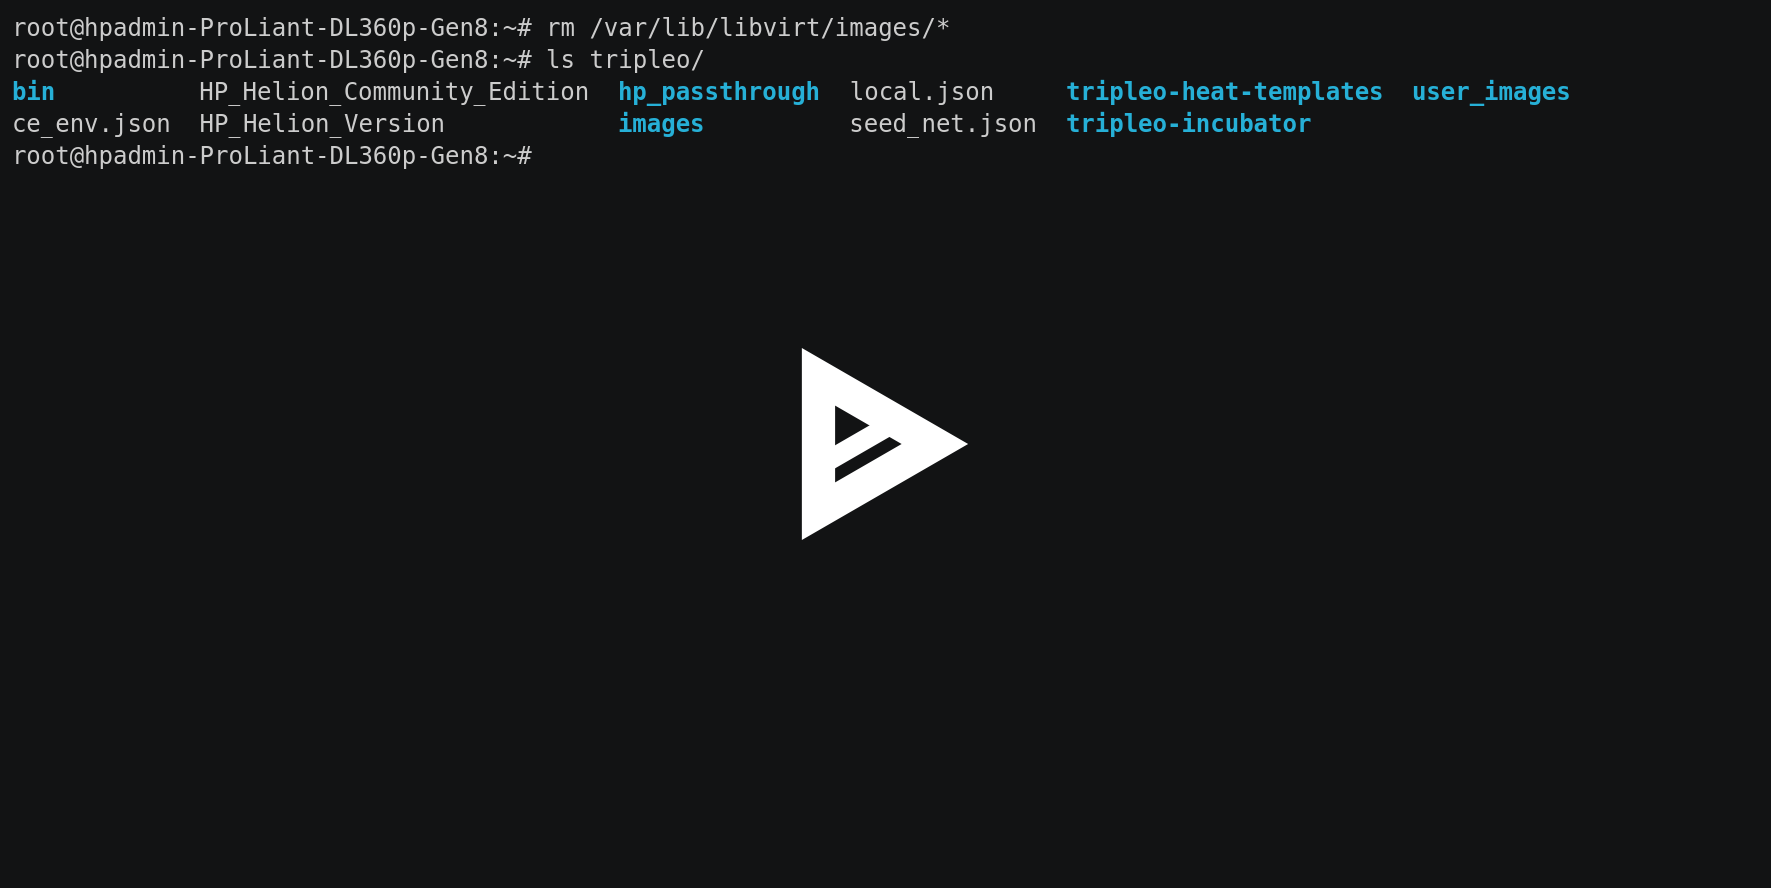 root@hpadmin-ProLiant-DL360p-Gen8:~# rm /var/lib/libvirt/images/*
root@hpadmin-ProLiant-DL360p-Gen8:~# ls tripleo/
bin          HP_Helion_Community_Edition  hp_passthrough  local.json     tripleo-heat-templates  user_images
ce_env.json  HP_Helion_Version            images          seed_net.json  tripleo-incubator
root@hpadmin-ProLiant-DL360p-Gen8:~#